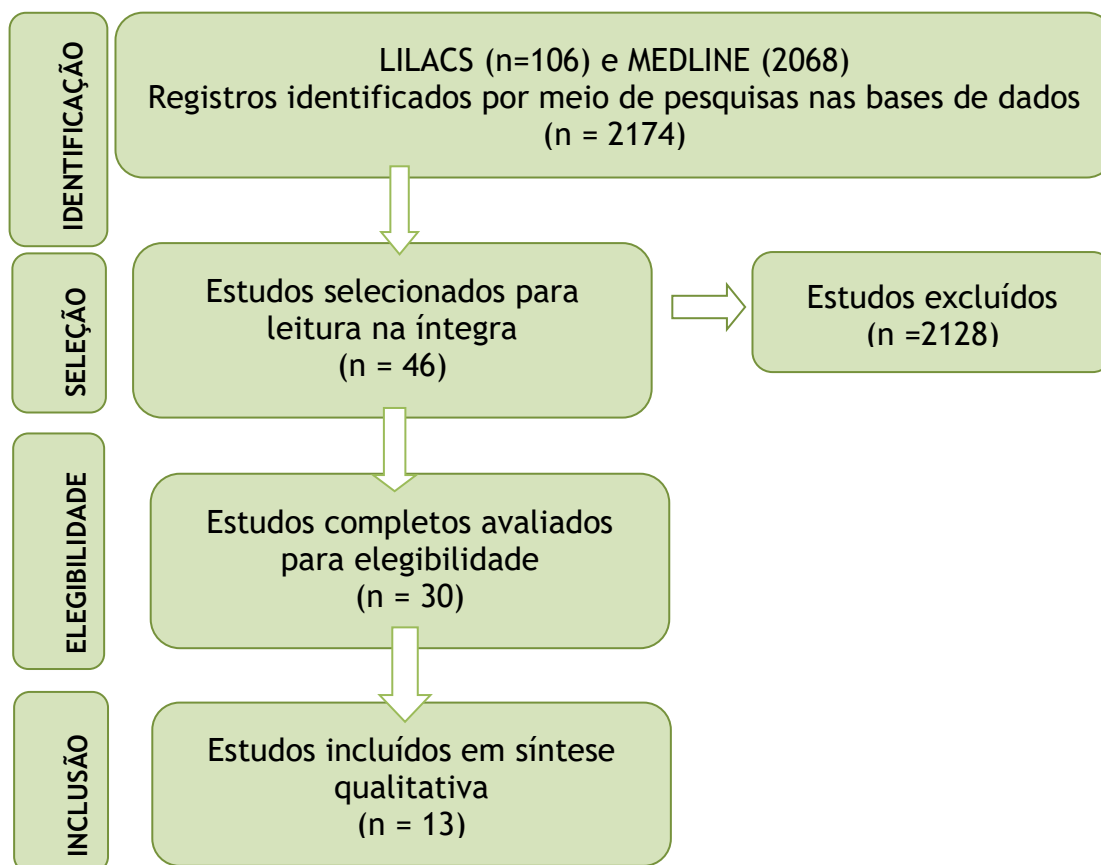 IDENTIFICAÇÃO
LILACS (n=106) e MEDLINE (2068)
Registros identificados por meio de pesquisas nas bases de dados
(n = 2174)
SELEÇÃO
Estudos selecionados para
leitura na íntegra
(n = 46)
Estudos excluídos
(n =2128)
ELEGIBILIDADE
Estudos completos avaliados
para elegibilidade
(n = 30)
INCLUSÃO
Estudos incluídos em síntese
qualitativa
(n = 13)